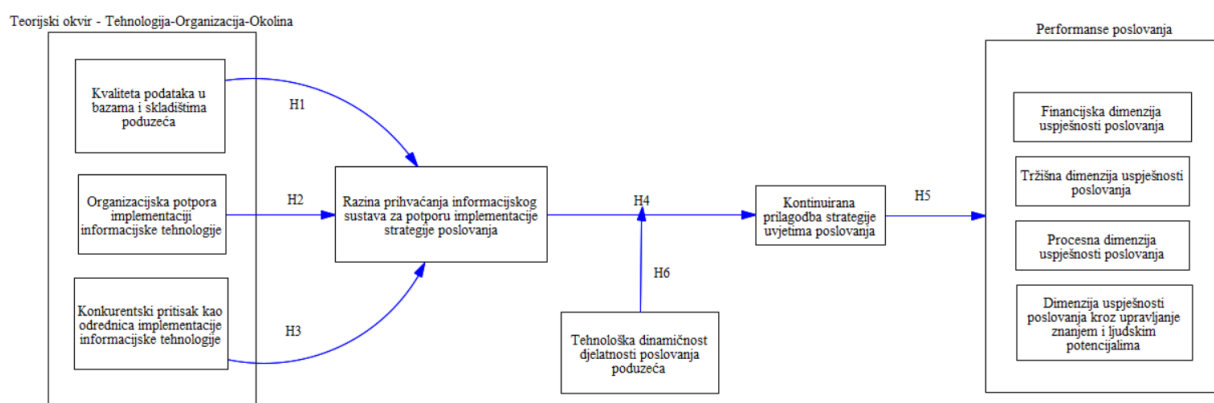 Teorijski okvir - Tehnologija-Organizacija-Okolina
Kvaliteta podataka u
bazama i skladištima
poduzeća
Organizacijska potpora
implementaciji
informacijske tehnologije
Konkurentski pritisak kao
odrednica implementacije
informacijske tehnologije
H1
H2
H3
Razina prihvaćanja informacijskog
sustava za potporu implementacije
strategije poslovanja
H4
H6
Tehnološka dinamičnost
djelatnosti poslovanja
poduzeća
Kontinuirana
prilagodba strategije
uvjetima poslovanja
H5
Performanse poslovanja
Financijska dimenzija
uspješnosti poslovanja
Tržišna dimenzija uspješnosti
poslovanja
Procesna dimenzija
uspješnosti poslovanja
Dimenzija uspješnosti
poslovanja kroz upravljanje
znanjem i ljudskim
potencijalima